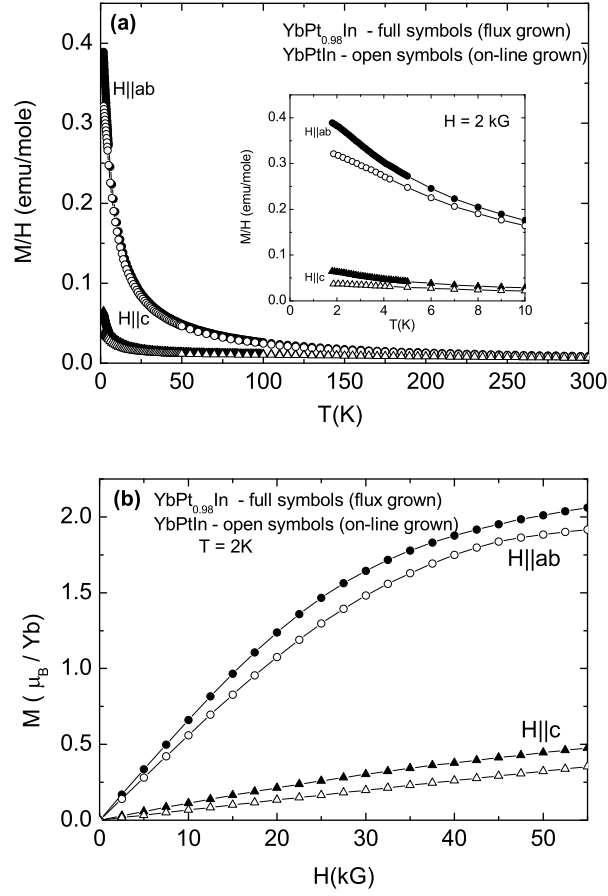 (a)
YbPt0.98In - full symbols (flux grown)
YbPtIn - open symbols (on-line grown)
M/H (emu/mole)
0.4
0.3
0.2
0.1
0.0
H||ab
H||c
0 50 100 150 200 250 300
T(K)
H = 2 kG
M/H (emu/mole)
0.5
0.4
0.3
0.2
0.1
0.0
H||ab
H||c
0 2 4 6 8 10
T(K)
(b)
YbPt0.98In - full symbols (flux grown)
YbPtIn - open symbols (on-line grown)
T = 2K
M ( μB / Yb)
2.0
1.5
1.0
0.5
0.0
H||ab
H||c
0 10 20 30 40 50
H(kG)